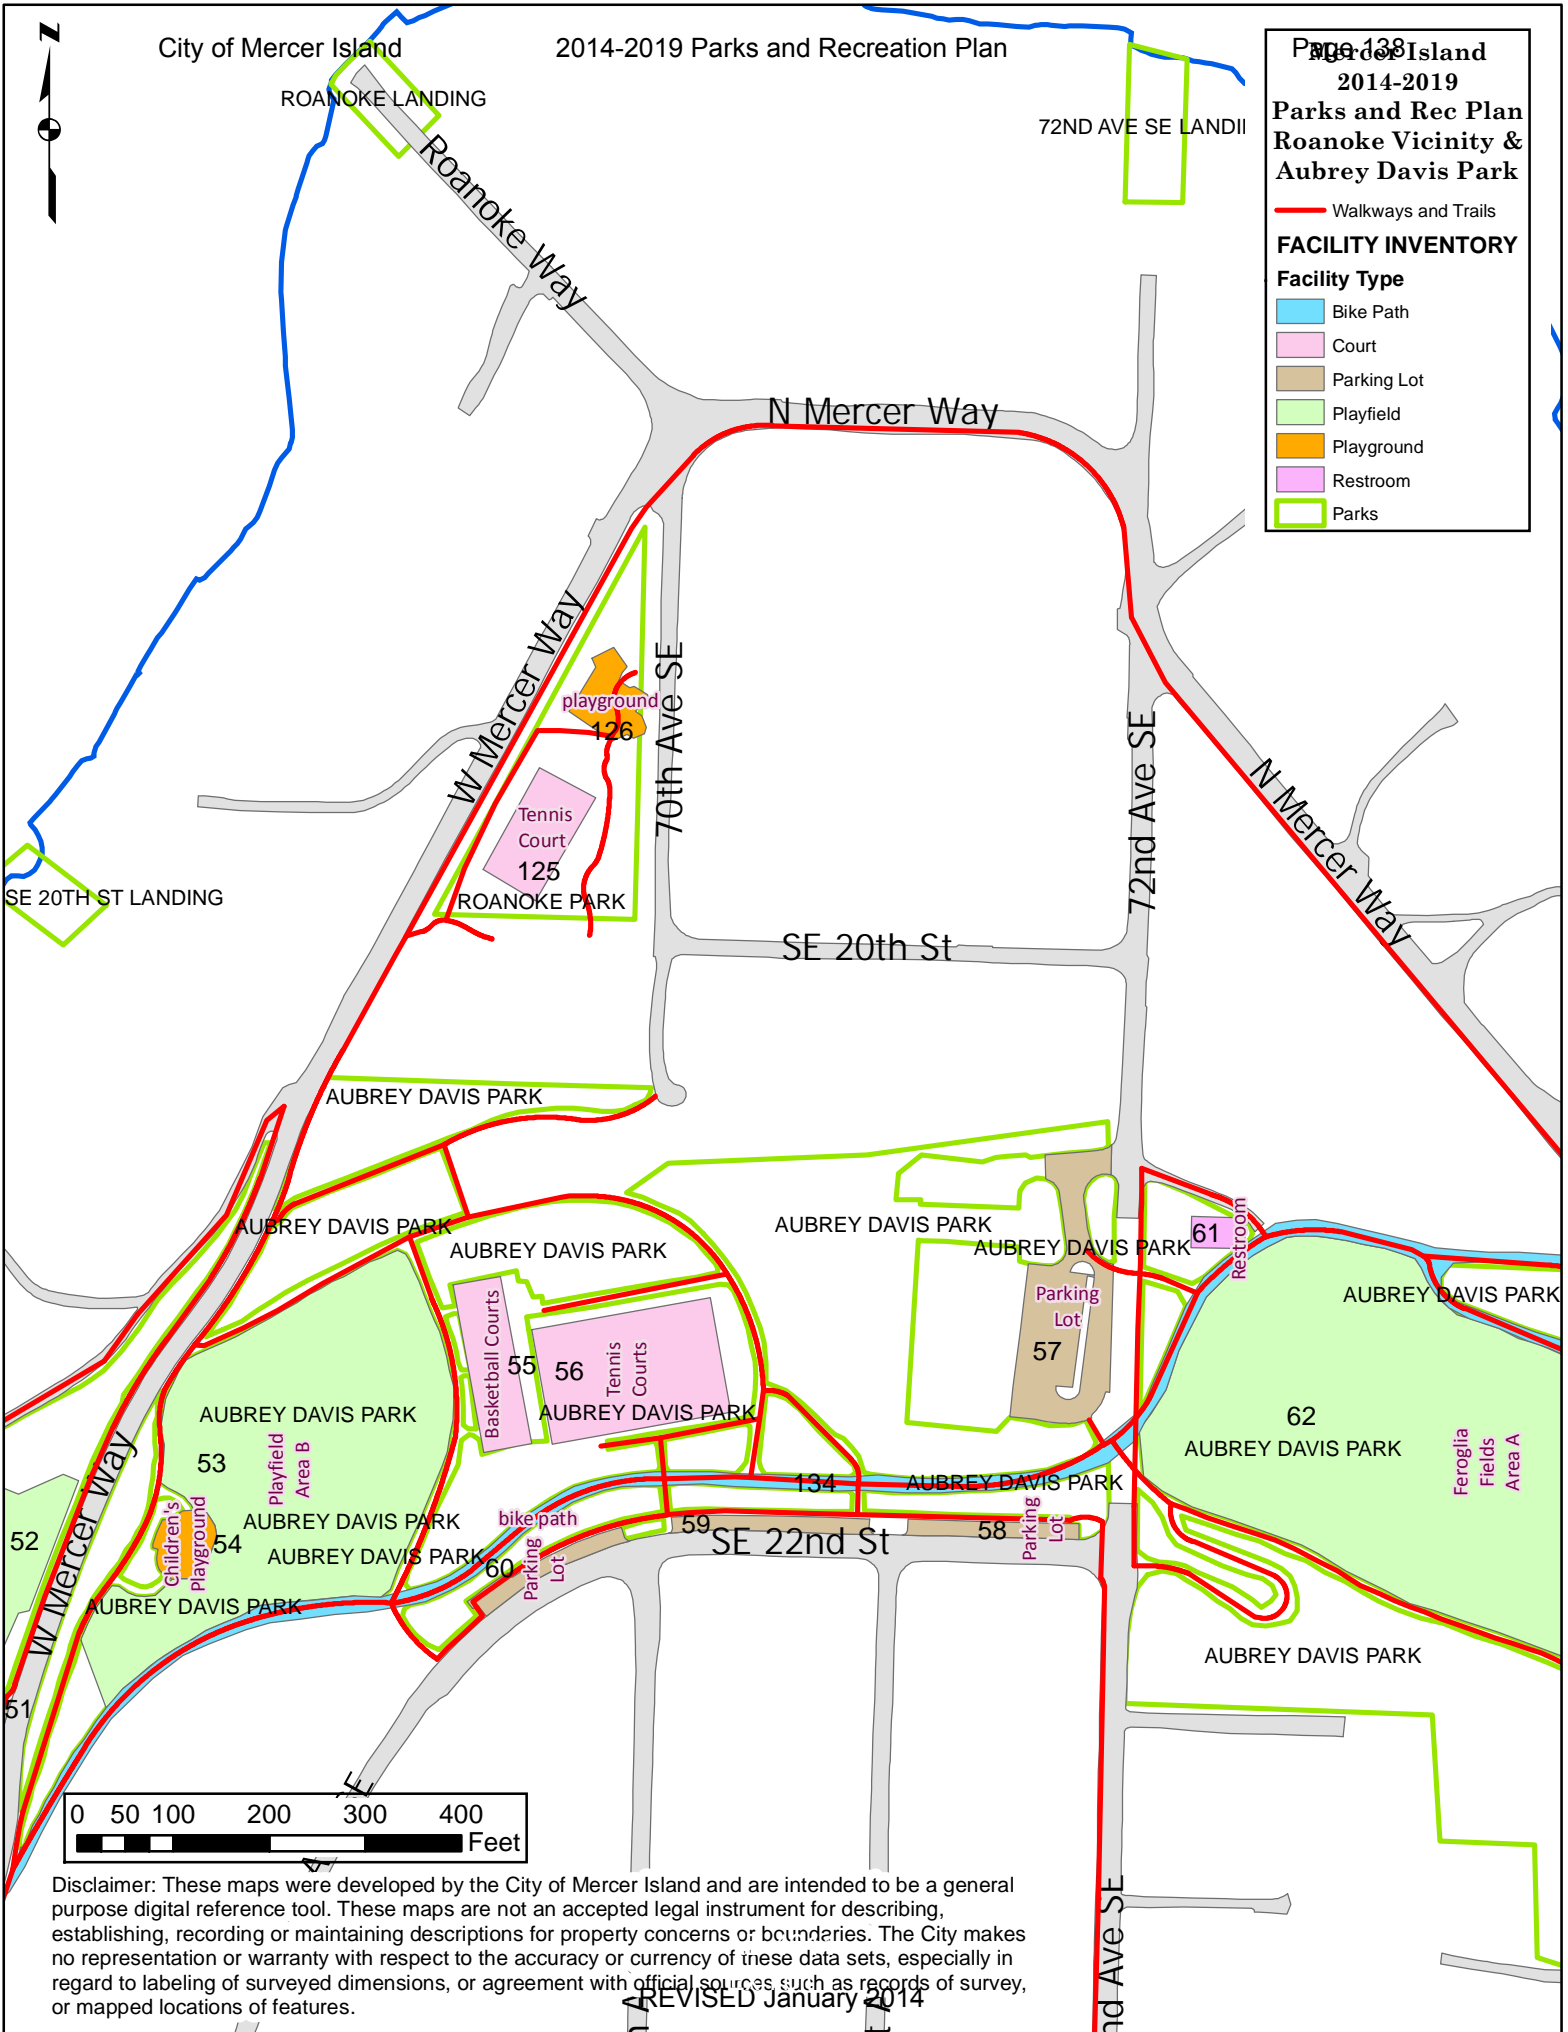 City of Mercer Island
2014-2019 Parks and Recreation Plan
Page 138
Mercer Island
2014-2019
Parks and Rec Plan
Roanoke Vicinity &
Aubrey Davis Park
Walkways and Trails
FACILITY INVENTORY
Facility Type
Bike Path
Court
Parking Lot
Playfield
Playground
Restroom
Parks
z
ROANOKE LANDING
72ND AVE SE LANDI
Roanoke Way
N Mercer Way
W Mercer Way
70th Ave SE
playground
126
Tennis
Court
125
ROANOKE PARK
72nd Ave SE
N Mercer Way
SE 20TH ST LANDING
SE 20th St
AUBREY DAVIS PARK
AUBREY DAVIS PARK
AUBREY DAVIS PARK
AUBREY DAVIS PARK
AUBREY DAVIS PARK
61
Restroom
AUBREY DAVIS PARK
Parking
Lot
57
Basketball Courts
55
56
Tennis
Courts
AUBREY DAVIS PARK
AUBREY DAVIS PARK
53
Playfield
Area B
62
AUBREY DAVIS PARK
Feroglia
Fields
Area A
W Mercer Way
134
AUBREY DAVIS PARK
52
Children's
Playground
54
AUBREY DAVIS PARK
AUBREY DAVIS PARK
bike path
60
Parking
Lot
59
SE 22nd St
58
Parking
Lot
AUBREY DAVIS PARK
AUBREY DAVIS PARK
51
0 50 100 200 300 400
Feet
nd Ave SE
Disclaimer: These maps were developed by the City of Mercer Island and are intended to be a general
purpose digital reference tool. These maps are not an accepted legal instrument for describing,
establishing, recording or maintaining descriptions for property concerns or boundaries. The City makes
no representation or warranty with respect to the accuracy or currency of these data sets, especially in
regard to labeling of surveyed dimensions, or agreement with official sources such as records of survey,
or mapped locations of features.
REVISED January 2014